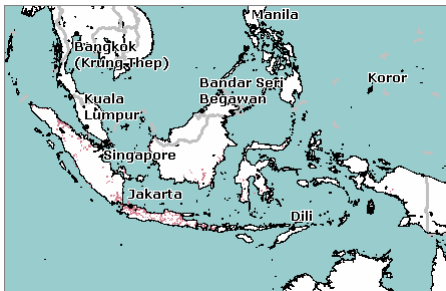 Manila
Bangkok
(Krung Thep)
Bandar Seri
Begawan
Koror
Kuala
Lumpur
Singapore
Jakarta
Dili